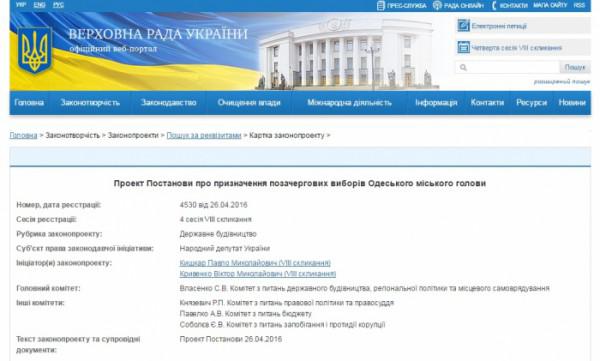 УКР ENG РУС
ПРЕС-СЛУЖБА РАДА ОНЛАЙН КОНТАКТИ МАПА САЙТУ RSS
ВЕРХОВНА РАДА УКРАЇНИ
офіційний веб-портал
Електронні петиції
Четверта сесія VIII скликання
Пошук
розширений пошук
Головна Законотворчість Законодавство Очищення влади Міжнародна діяльність Інформація Контакти Ресурси Новини
Головна > Законотворчість > Законопроекти > Пошук за реквізитами > Картка законопроекту >
Проект Постанови про призначення позачергових виборів Одеського міського голови
Номер, дата реєстрації: 4530 від 26.04.2016
Сесія реєстрації: 4 сесія VIII скликання
Рубрика законопроекту: Державне будівництво
Суб'єкт права законодавчої ініціативи: Народний депутат України
Ініціатор(и) законопроекту: Кишкар Павло Миколайович (VIII скликання)
Кривенко Віктор Миколайович (VIII скликання)
Головний комітет: Власенко С.В. Комітет з питань державного будівництва, регіональної політики та місцевого самоврядування
Інші комітети: Князевич Р.П. Комітет з питань правової політики та правосуддя
Павелко А.В. Комітет з питань бюджету
Соболєв Є.В. Комітет з питань запобігання і протидії корупції
Текст законопроекту та супровідні Проект Постанови 26.04.2016
документи: